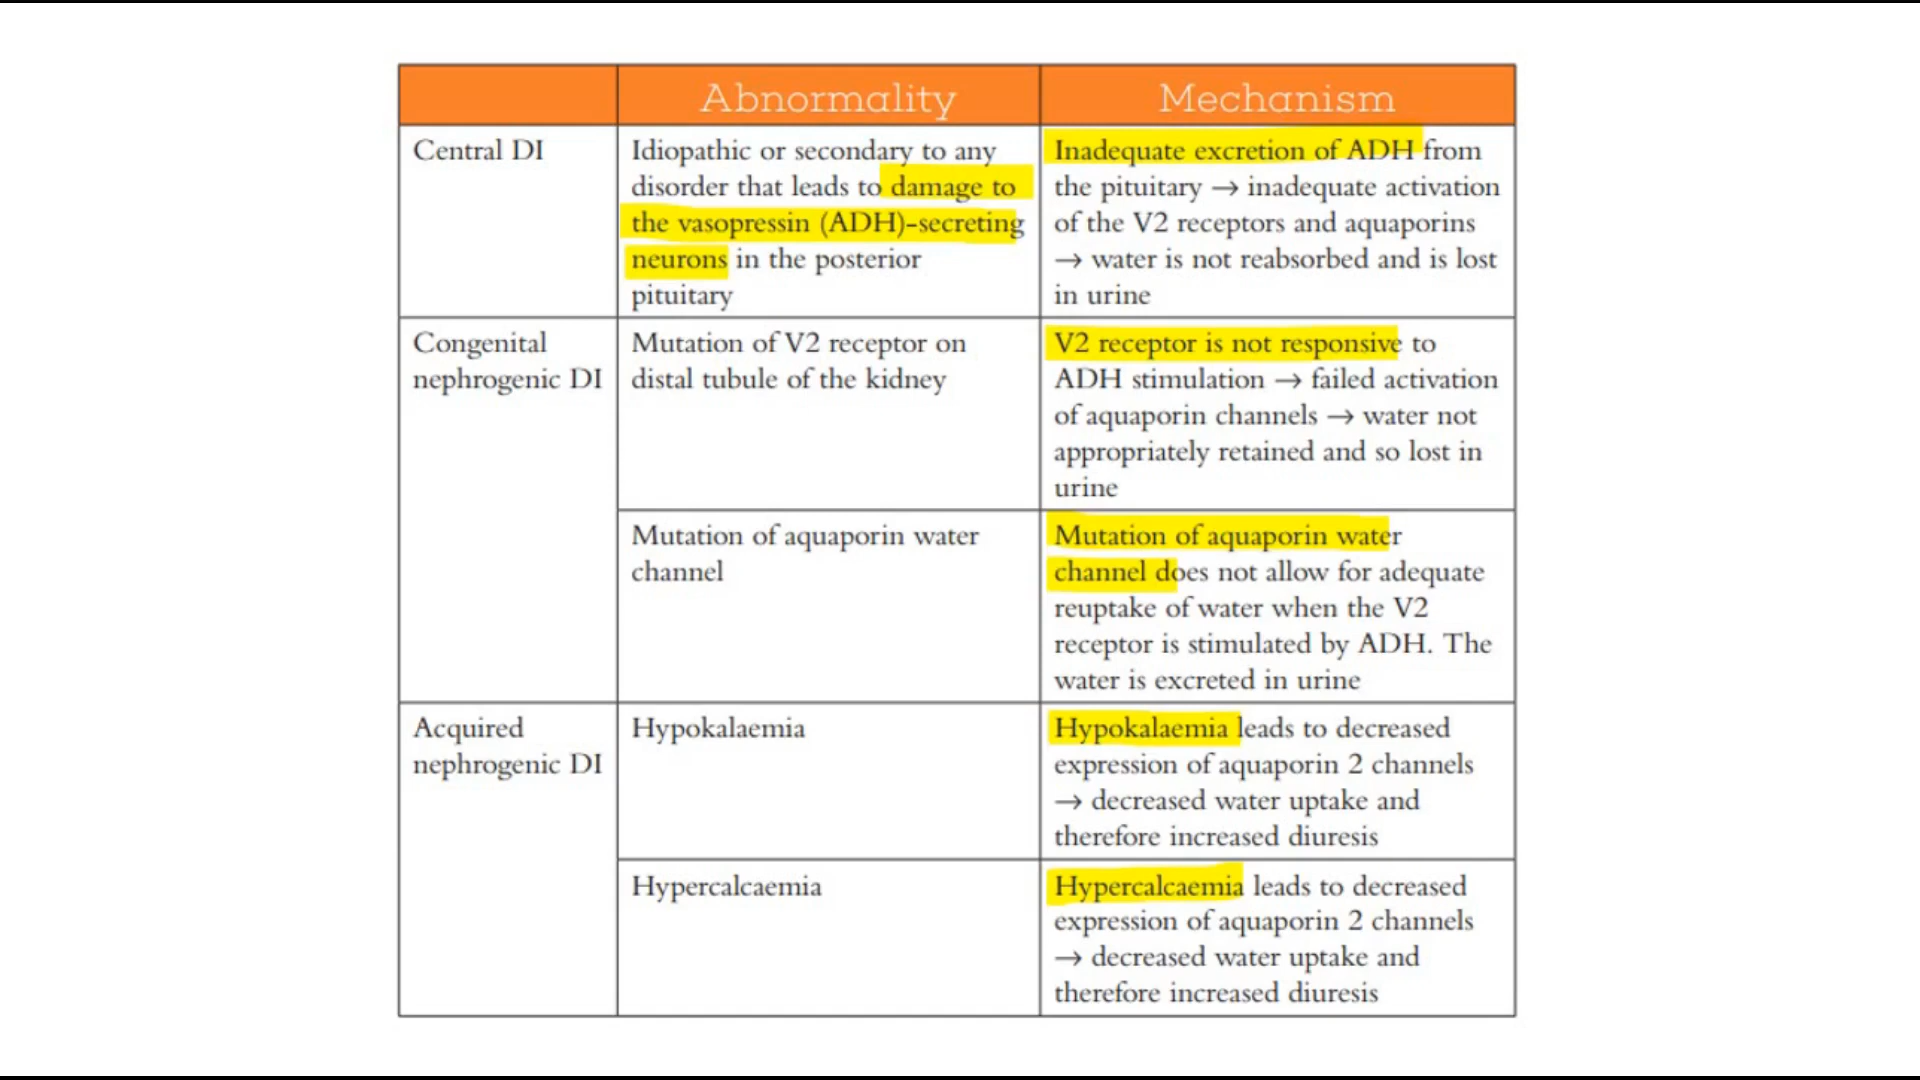 Abnormality
Mechanism
Central DI
Idiopathic or secondary to any
disorder that leads to damage to
the vasopressin (ADH)-secreting
neurons in the posterior
pituitary
Inadequate excretion of ADH from
the pituitary → inadequate activation
of the V2 receptors and aquaporins
→ water is not reabsorbed and is lost
in urine
Congenital
nephrogenic DI
Mutation of V2 receptor on
distal tubule of the kidney
V2 receptor is not responsive to
ADH stimulation → failed activation
of aquaporin channels → water not
appropriately retained and so lost in
urine
Mutation of aquaporin water
channel
Mutation of aquaporin water
channel does not allow for adequate
reuptake of water when the V2
receptor is stimulated by ADH. The
water is excreted in urine
Acquired
nephrogenic DI
Hypokalaemia
Hypokalaemia leads to decreased
expression of aquaporin 2 channels
→ decreased water uptake and
therefore increased diuresis
Hypercalcaemia
Hypercalcaemia leads to decreased
expression of aquaporin 2 channels
→ decreased water uptake and
therefore increased diuresis